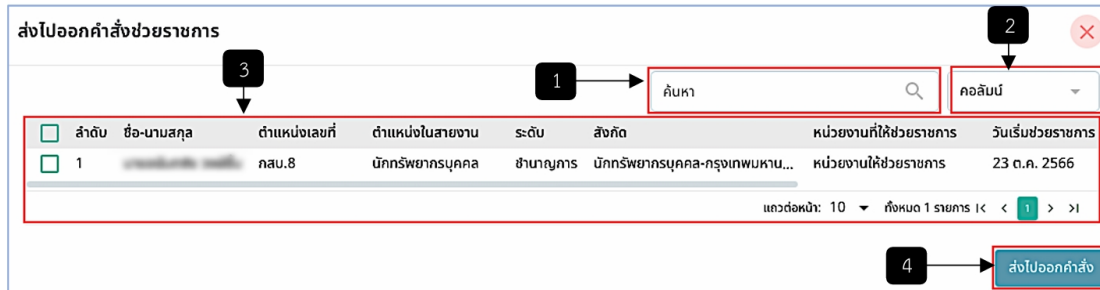 ส่งไปออกคำสั่งช่วยราชการ
2
3
1
ค้นหา
คอลัมน์
ลำดับ ชื่อ-นามสกุล ตำแหน่งเลขที่ ตำแหน่งในสายงาน ระดับ สังกัด หน่วยงานที่ให้ช่วยราชการ วันเริ่มช่วยราชการ
1 กสบ.8 นักทรัพยากรบุคคล ชำนาญการ นักทรัพยากรบุคคล-กรุงเทพมหาน... หน่วยงานให้ช่วยราชการ 23 ต.ค. 2566
แถวต่อหน้า: 10 ทั้งหมด 1 รายการ 1
4
ส่งไปออกคำสั่ง